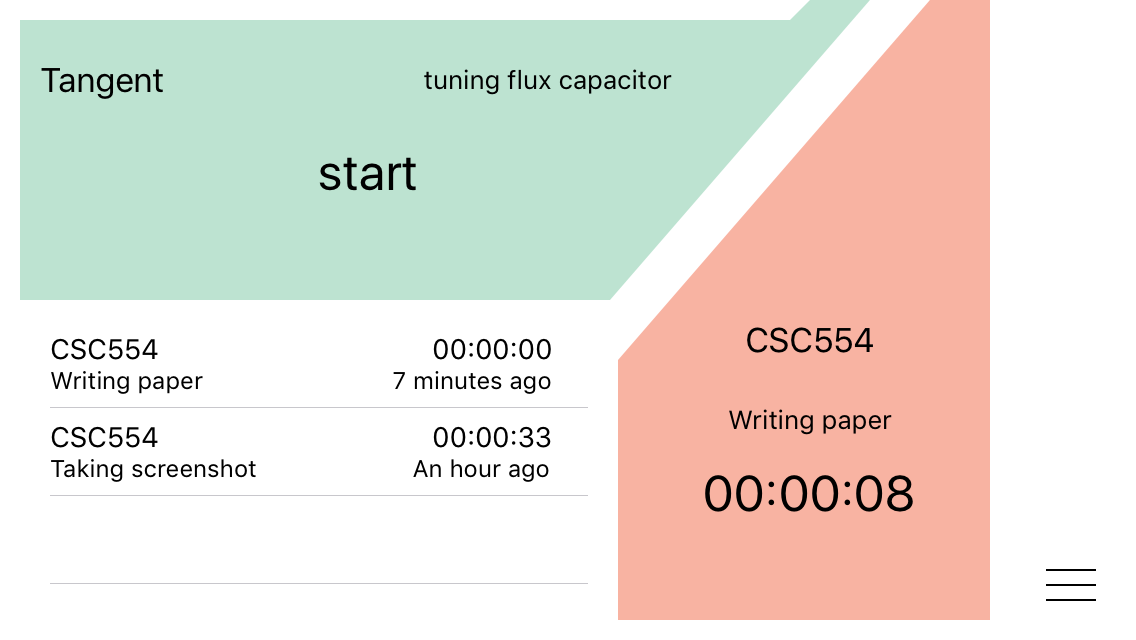 Tangent
tuning flux capacitor
start
CSC554 00:00:00
Writing paper 7 minutes ago
CSC554 00:00:33
Taking screenshot An hour ago
CSC554
Writing paper
00:00:08